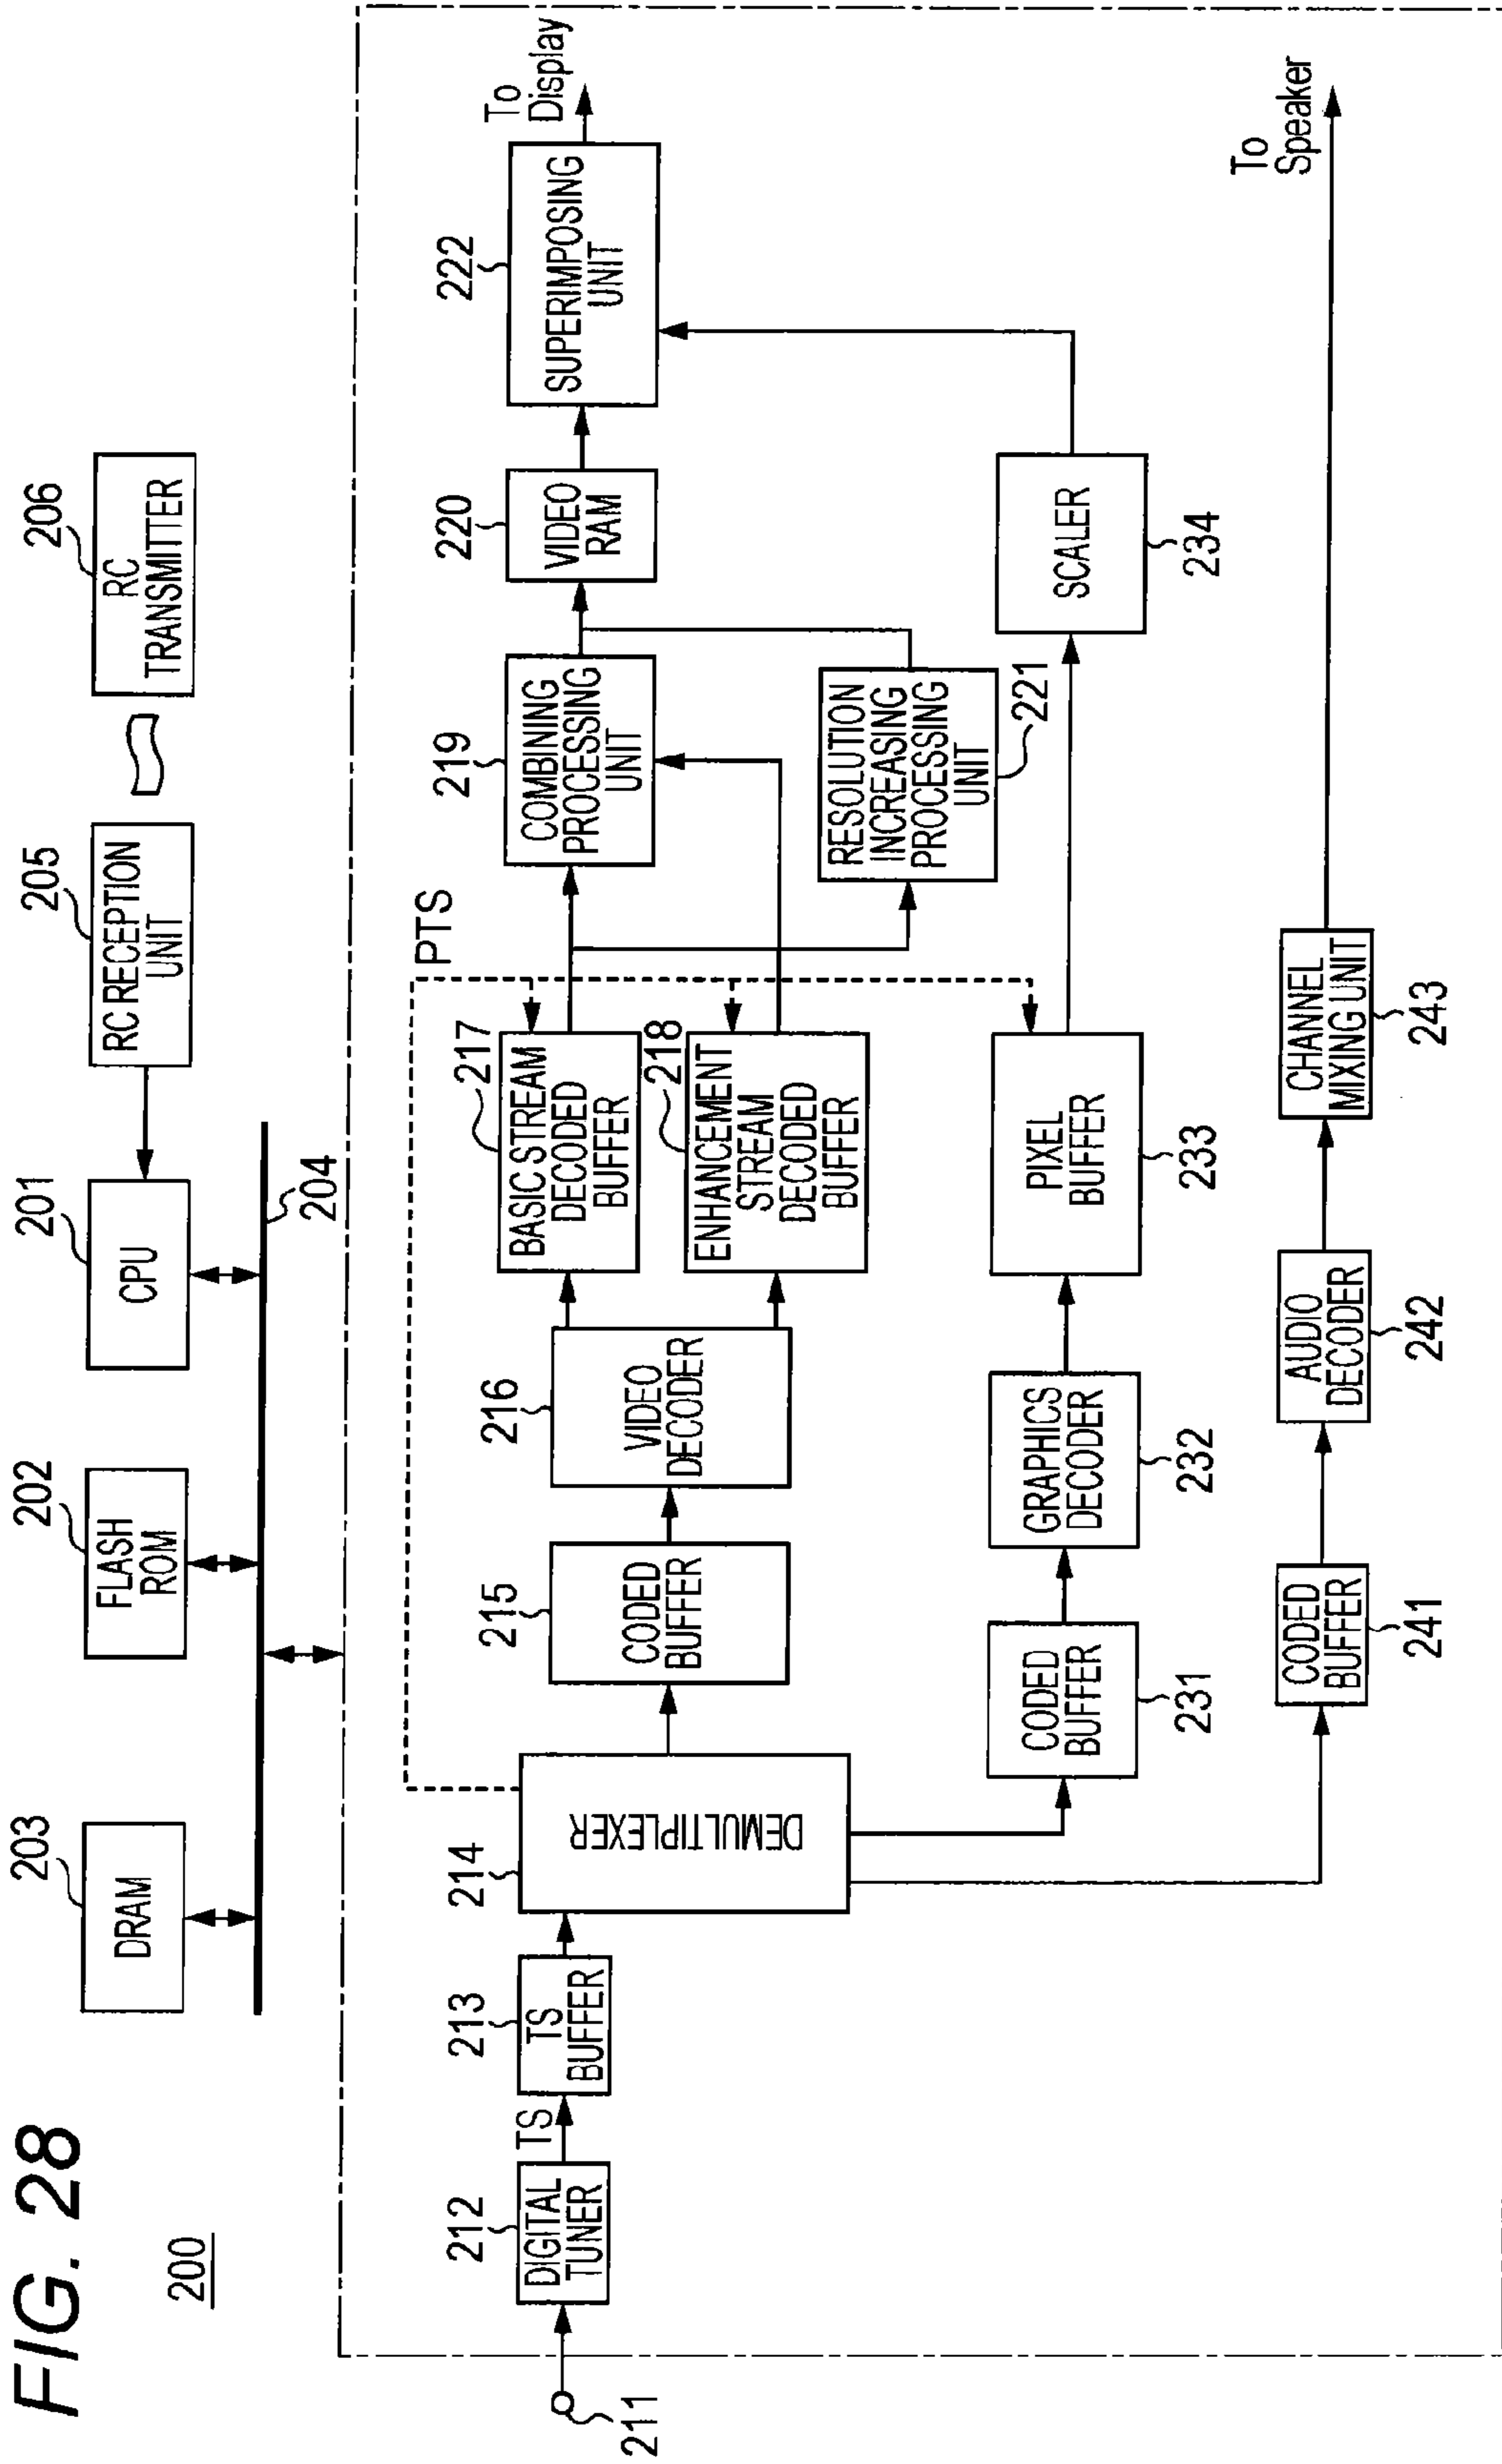 FIG. 28
200
203
DRAM
202
FLASH
ROM
201
CPU
205
RC RECEPTION
UNIT
206
RC
TRANSMITTER
204
211
212
DIGITAL
TUNER
TS
213
TS
BUFFER
214
DEMULTIPLEXER
215
CODED
BUFFER
216
VIDEO
DECODER
PTS
217
BASIC STREAM
DECODED
BUFFER
218
ENHANCEMENT
STREAM
DECODED
BUFFER
219
COMBINING
PROCESSING
UNIT
220
VIDEO
RAM
222
SUPERIMPOSING
UNIT
To
Display
RESOLUTION
INCREASING
PROCESSING
UNIT
221
CODED
BUFFER
231
GRAPHICS
DECODER
232
PIXEL
BUFFER
233
SCALER
234
CODED
BUFFER
241
AUDIO
DECODER
242
CHANNEL
MIXING UNIT
243
To
Speaker